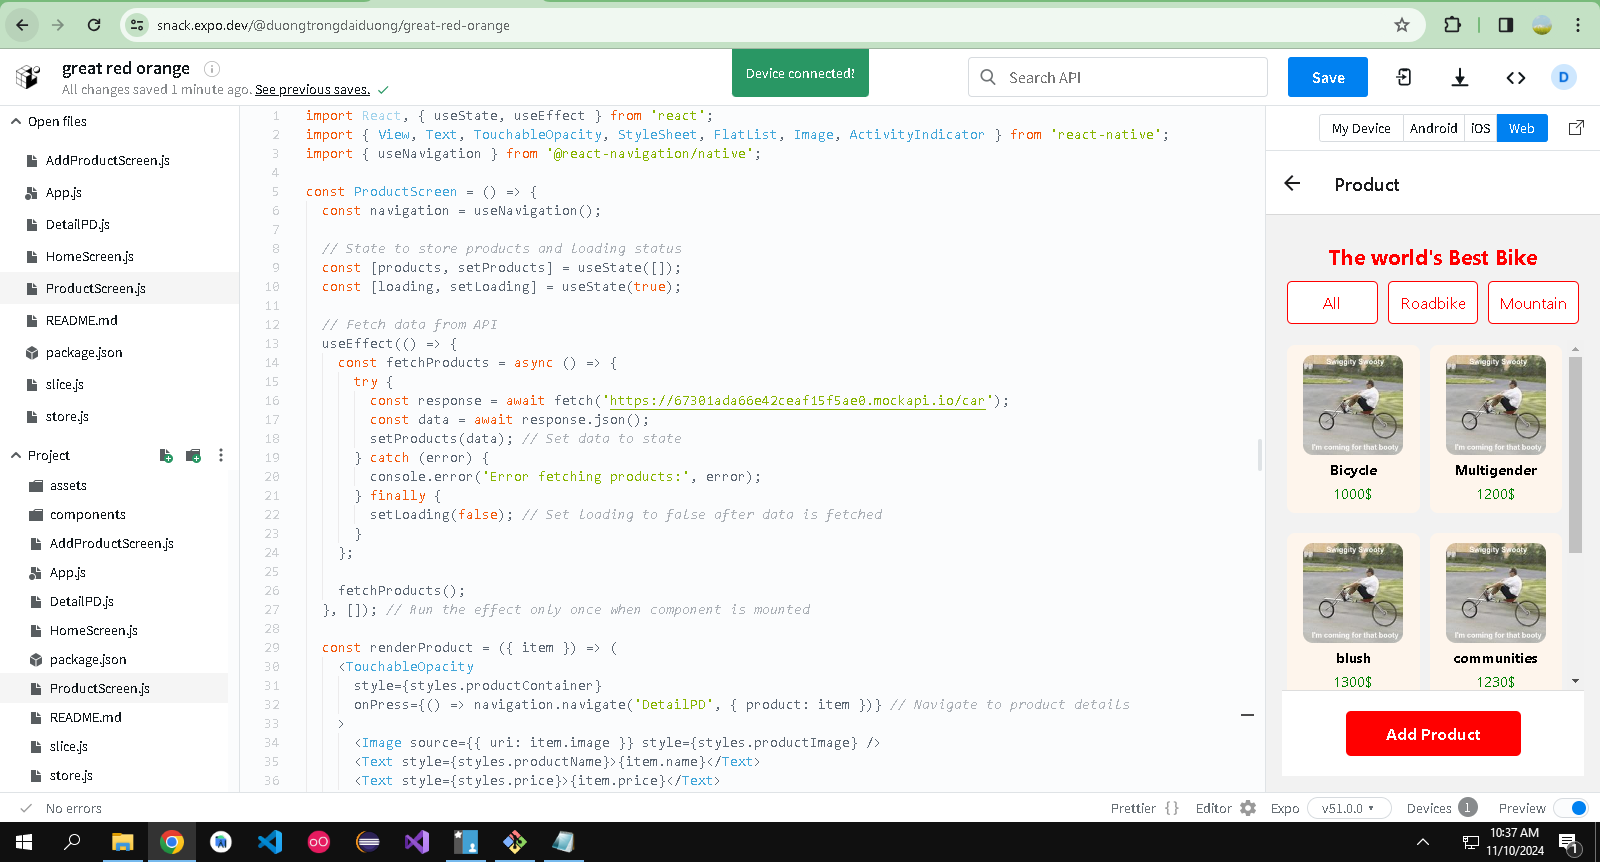 snack.expo.dev/@duongtrongdaiduong/great-red-orange
great red orange
All changes saved 1 minute ago. See previous saves.
Device connected!
Search API
Save
D
Open files
AddProductScreen.js
App.js
DetailPD.js
HomeScreen.js
ProductScreen.js
README.md
package.json
slice.js
store.js
Project
assets
components
AddProductScreen.js
App.js
DetailPD.js
HomeScreen.js
package.json
ProductScreen.js
README.md
slice.js
store.js
1 import React, { useState, useEffect } from 'react';
2 import { View, Text, TouchableOpacity, StyleSheet, FlatList, Image, ActivityIndicator } from 'react-native';
3 import { useNavigation } from '@react-navigation/native';
4
5 const ProductScreen = () => {
6 const navigation = useNavigation();
7
8 // State to store products and loading status
9 const [products, setProducts] = useState([]);
10 const [loading, setLoading] = useState(true);
11
12 // Fetch data from API
13 useEffect(() => {
14 const fetchProducts = async () => {
15 try {
16 const response = await fetch('https://67301ada66e42ceaf15f5ae0.mockapi.io/car');
17 const data = await response.json();
18 setProducts(data); // Set data to state
19 } catch (error) {
20 console.error('Error fetching products:', error);
21 } finally {
22 setLoading(false); // Set loading to false after data is fetched
23 }
24 };
25
26 fetchProducts();
27 }, []); // Run the effect only once when component is mounted
28
29 const renderProduct = ({ item }) => (
30 <TouchableOpacity
31 style={styles.productContainer}
32 onPress={() => navigation.navigate('DetailPD', { product: item })} // Navigate to product details
33 >
34 <Image source={{ uri: item.image }} style={styles.productImage} />
35 <Text style={styles.productName}>{item.name}</Text>
36 <Text style={styles.price}>{item.price}</Text>
My Device Android iOS Web
Product
The world's Best Bike
All Roadbike Mountain
Swiggity Swooty
I'm coming for that booty
Bicycle
1000$
Swiggity Swooty
I'm coming for that booty
Multigender
1200$
Swiggity Swooty
I'm coming for that booty
blush
1300$
Swiggity Swooty
I'm coming for that booty
communities
1230$
Add Product
No errors
Prettier {} Editor Expo v51.0.0 Devices 1 Preview
10:37 AM
11/10/2024
1